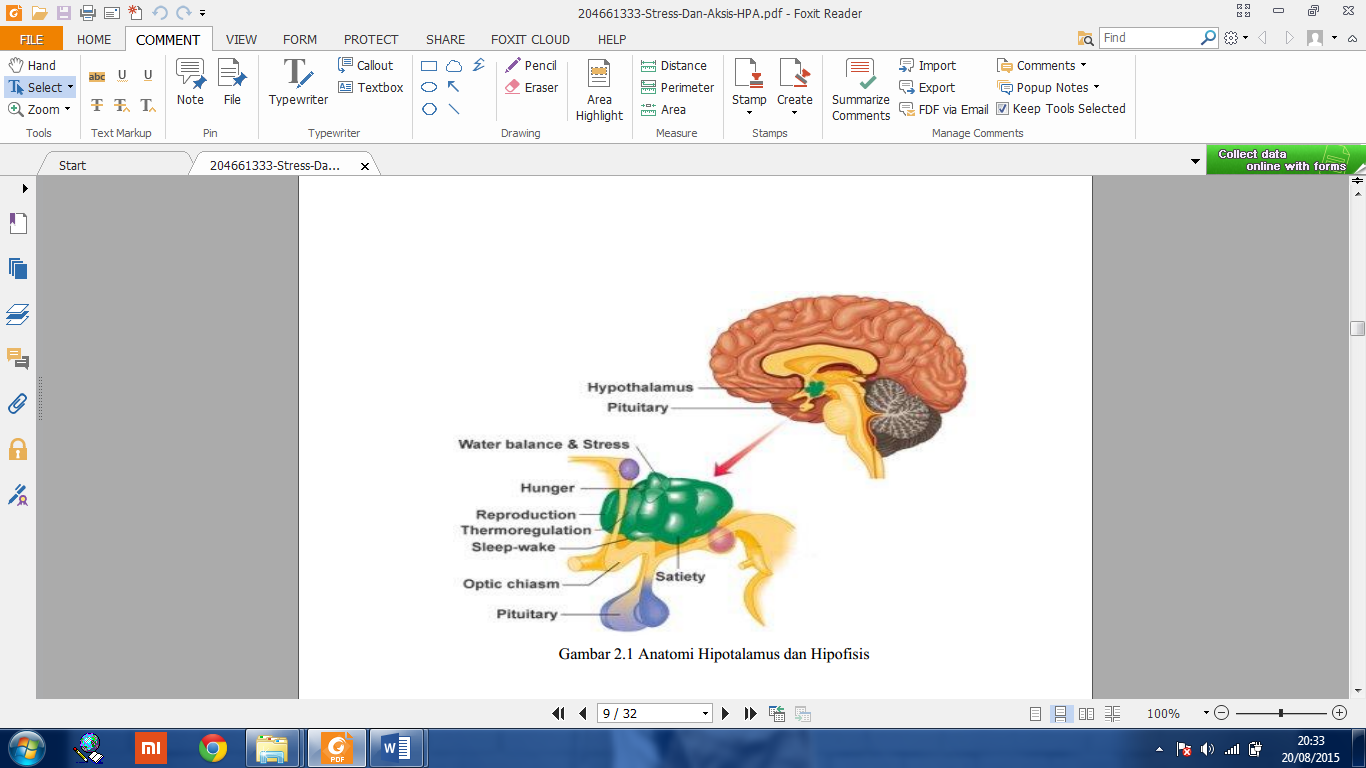 204661333-Stress-Dan-Aksis-HPA.pdf - Foxit Reader
FILE HOME COMMENT VIEW FORM PROTECT SHARE FOXIT CLOUD HELP Find
Hand
Select
Zoom
Tools
abc U U
T T T
Text Markup
Note File
Pin
Typewriter
Callout
Textbox
Typewriter
Pencil
Eraser
Area Highlight
Drawing
Distance
Perimeter
Area
Measure
Stamp Create
Stamps
Summarize Comments
Import
Export
FDF via Email
Comments
Popup Notes
Keep Tools Selected
Manage Comments
Start 204661333-Stress-Da...
Collect data
online with forms
Hypothalamus
Pituitary
Water balance & Stress
Hunger
Reproduction
Thermoregulation
Sleep-wake
Optic chiasm
Satiety
Pituitary
Gambar 2.1 Anatomi Hipotalamus dan Hipofisis
9 / 32 100%
mi
PDF
W
20:33
20/08/2015